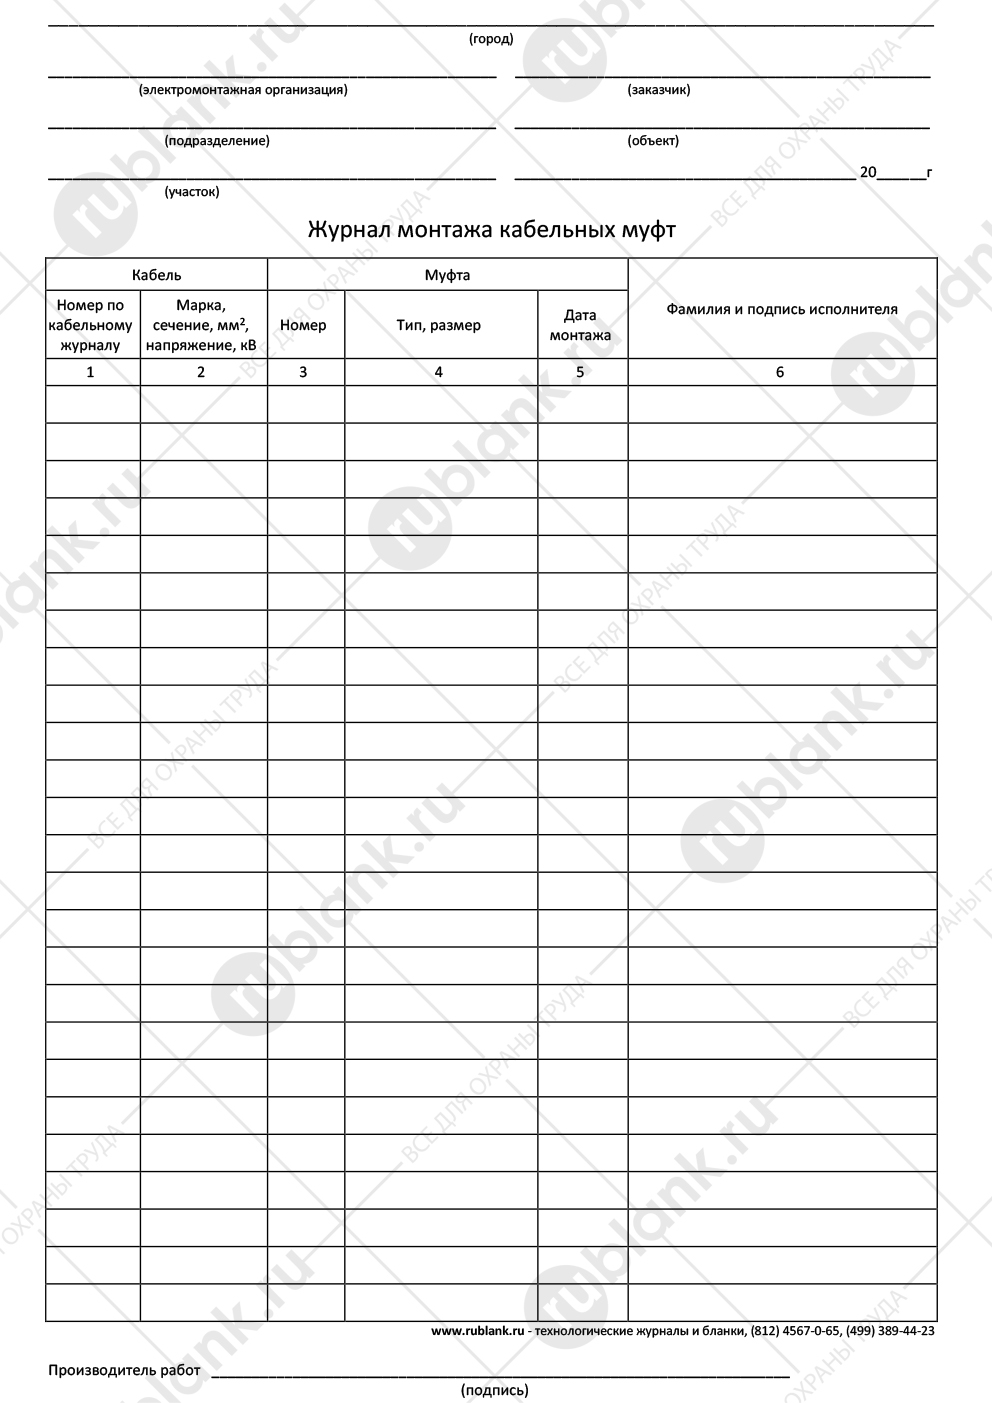 (город)
(электромонтажная организация) (заказчик)
(подразделение) (объект)
20 г
(участок)
Журнал монтажа кабельных муфт
Кабель Муфта Фамилия и подпись исполнителя
Номер по кабельному журналу Марка, сечение, мм², напряжение, кВ Номер Тип, размер Дата монтажа
1 2 3 4 5 6
www.rublank.ru - технологические журналы и бланки, (812) 4567-0-65, (499) 389-44-23
Производитель работ
(подпись)
rublank.ru
ВСЕ ДЛЯ ОХРАНЫ ТРУДА